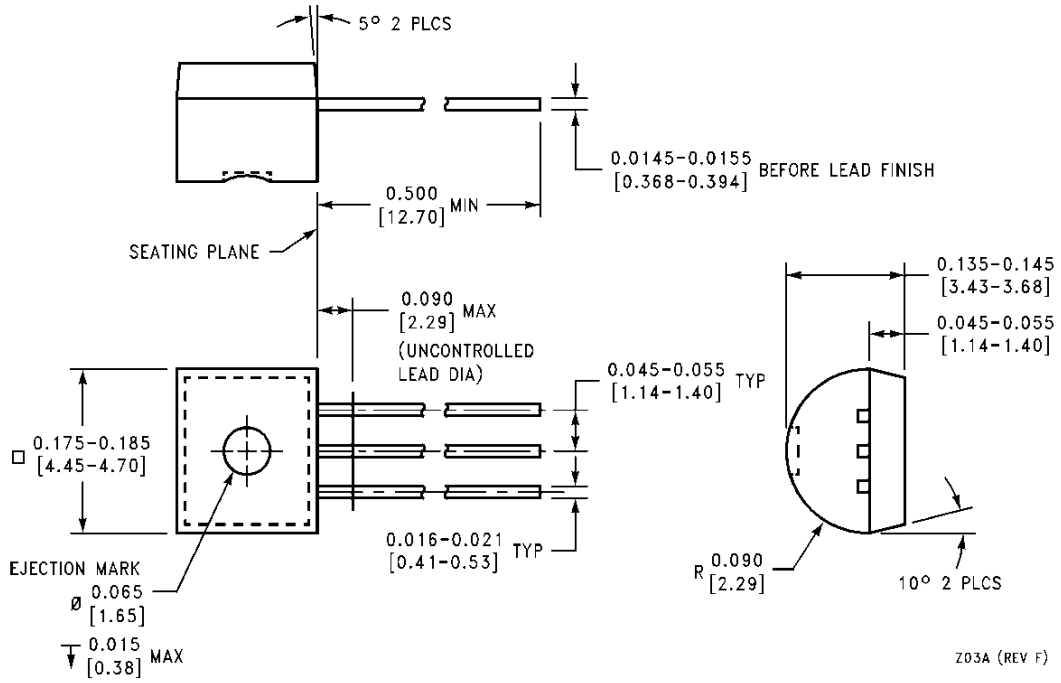 5° 2 PLCS
0.0145-0.0155
[0.368-0.394]
BEFORE LEAD FINISH
0.500
[12.70]
MIN
SEATING PLANE
0.135-0.145
[3.43-3.68]
0.090
[2.29]
MAX
(UNCONTROLLED
LEAD DIA)
0.045-0.055
[1.14-1.40]
0.045-0.055
[1.14-1.40]
TYP
0.175-0.185
[4.45-4.70]
0.016-0.021
[0.41-0.53]
TYP
R 0.090
[2.29]
10° 2 PLCS
EJECTION MARK
Ø 0.065
[1.65]
0.015
[0.38]
MAX
Z03A (REV F)